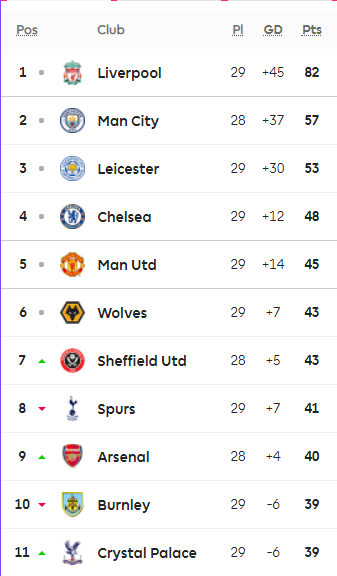 Pos Club Pl GD Pts
1 Liverpool 29 +45 82
2 Man City 28 +37 57
3 Leicester 29 +30 53
4 Chelsea 29 +12 48
5 Man Utd 29 +14 45
6 Wolves 29 +7 43
7 Sheffield Utd 28 +5 43
8 Spurs 29 +7 41
9 Arsenal 28 +4 40
10 Burnley 29 -6 39
11 Crystal Palace 29 -6 39